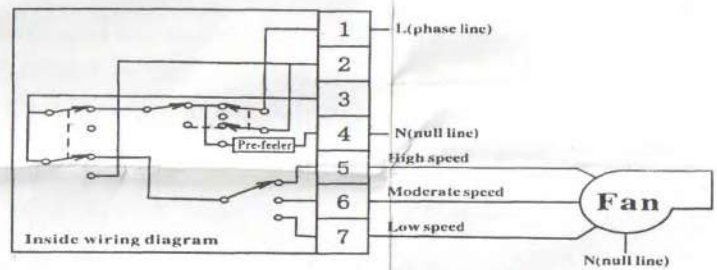 1
L(phase line)
2
3
4
N(null line)
Pre-feeler
5
High speed
6
Moderate speed
7
Low speed
Fan
Inside wiring diagram
N(null line)